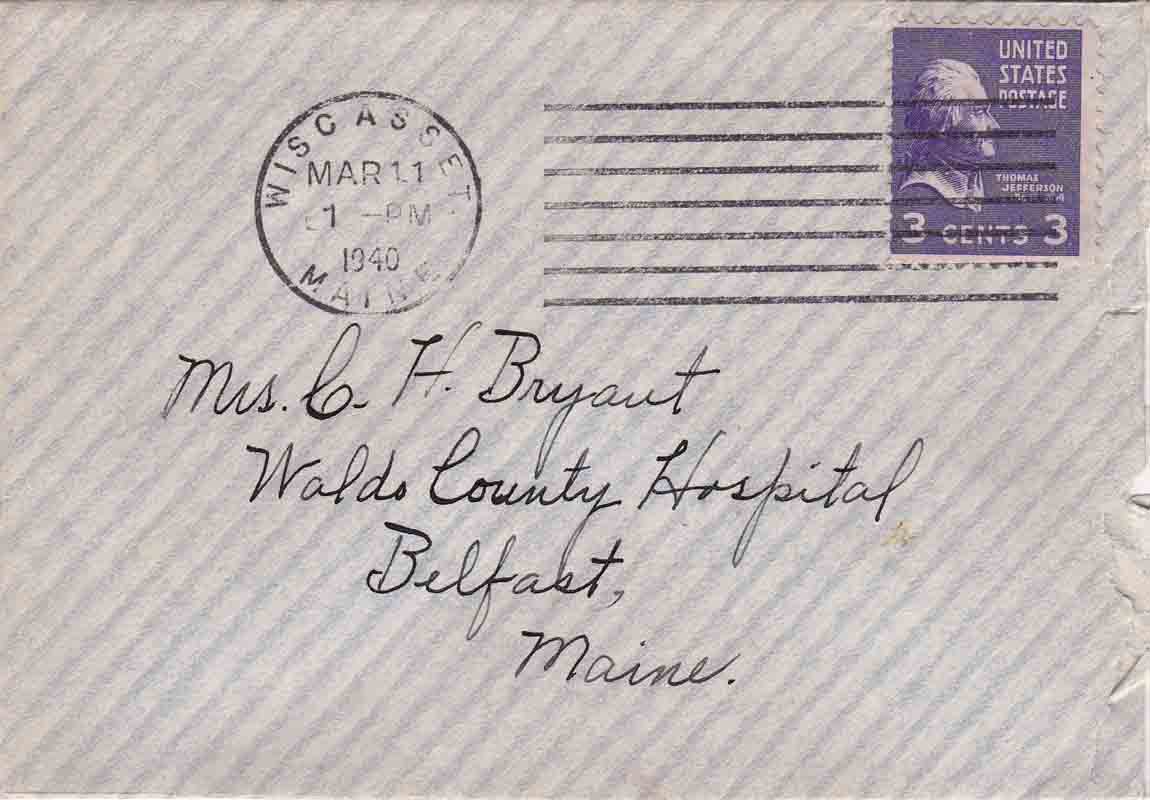 WISCASSET
MAR 11
1 -PM
1940
MAINE
UNITED
STATES
POSTAGE
THOMAS
JEFFERSON
3 CENTS 3
Mrs. C. H. Bryant
Waldo County Hospital
Belfast,
Maine.